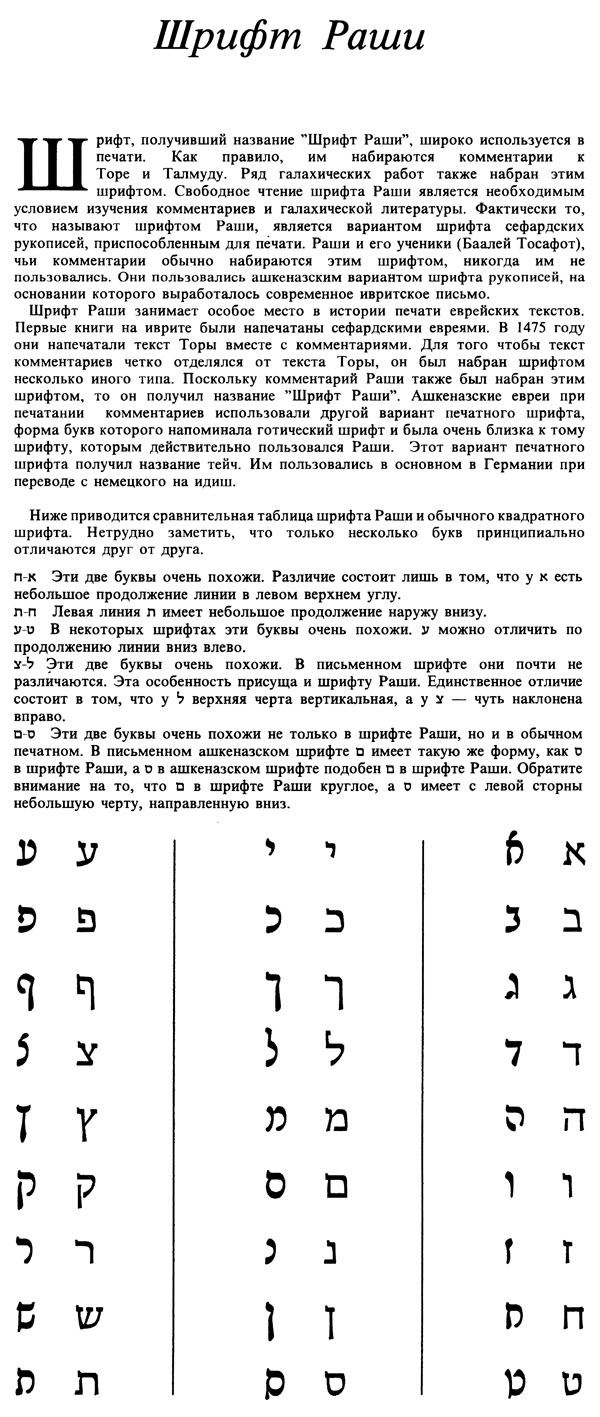 Шрифт Раши
Шрифт, получивший название "Шрифт Раши", широко используется в
печати. Как правило, им набираются комментарии к
Торе и Талмуду. Ряд галахических работ также набран этим
шрифтом. Свободное чтение шрифта Раши является необходимым
условием изучения комментариев и галахической литературы. Фактически то,
что называют шрифтом Раши, является вариантом шрифта сефардских
рукописей, приспособленным для печати. Раши и его ученики (Баалей Тосафот),
чьи комментарии обычно набираются этим шрифтом, никогда им не
пользовались. Они пользовались ашкеназским вариантом шрифта рукописей, на
основании которого выработалось современное ивритское письмо.
Шрифт Раши занимает особое место в истории печати еврейских текстов.
Первые книги на иврите были напечатаны сефардскими евреями. В 1475 году
они напечатали текст Торы вместе с комментариями. Для того чтобы текст
комментариев четко отделялся от текста Торы, он был набран шрифтом
несколько иного типа. Поскольку комментарий Раши также был набран этим
шрифтом, то он получил название "Шрифт Раши". Ашкеназские евреи при
печатании комментариев использовали другой вариант печатного шрифта,
форма букв которого напоминала готический шрифт и была очень близка к тому
шрифту, которым действительно пользовался Раши. Этот вариант печатного
шрифта получил название тейч. Им пользовались в основном в Германии при
переводе с немецкого на идиш.
Ниже приводится сравнительная таблица шрифта Раши и обычного квадратного
шрифта. Нетрудно заметить, что только несколько букв принципиально
отличаются друг от друга.
א-ח Эти две буквы очень похожи. Различие состоит лишь в том, что у א есть
небольшое продолжение линии в левом верхнем углу.
ח-ת Левая линия ת имеет небольшое продолжение наружу внизу.
ט-ע В некоторых шрифтах эти буквы очень похожи. ע можно отличить по
продолжению линии вниз влево.
ל-צ Эти две буквы очень похожи. В письменном шрифте они почти не
различаются. Эта особенность присуща и шрифту Раши. Единственное отличие
состоит в том, что у ל верхняя черта вертикальная, а у צ — чуть наклонена
вправо.
ם-ס Эти две буквы очень похожи не только в шрифте Раши, но и в обычном
печатном. В письменном ашкеназском шрифте ם имеет такую же форму, как ס
в шрифте Раши, а ס в ашкеназском шрифте подобен ם в шрифте Раши. Обратите
внимание на то, что ם в шрифте Раши круглое, а ס имеет с левой сторны
небольшую черту, направленную вниз.
א א י י ע ע
ב ב כ כ פ פ
ג ג ך ך ף ף
ד ד ל ל צ צ
ה ה מ מ ץ ץ
ו ו ם ם ק ק
ז ז נ נ ר ר
ח ח ן ן ש ש
ט ט ס ס ת ת